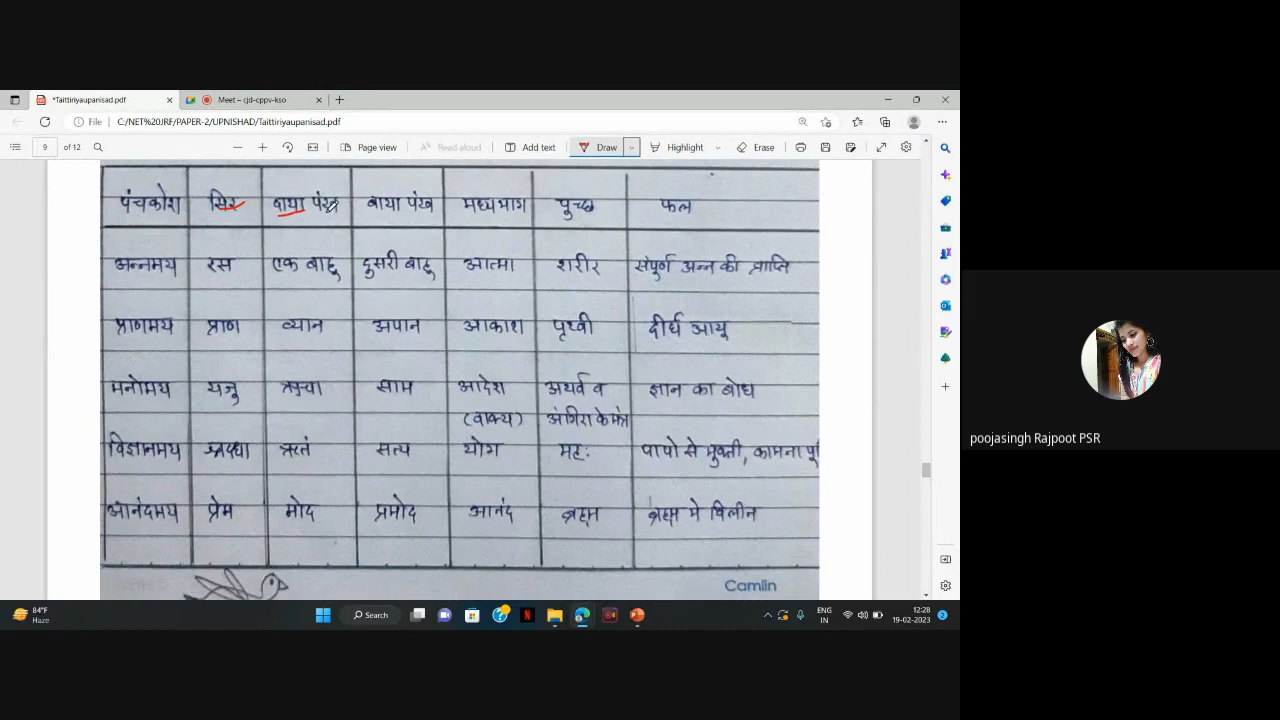 *Taittiriyaupanisad.pdf
Meet – cjd-cppv-kso
File C:/NET%20JRF/PAPER-2/UPNISHAD/Taittiriyaupanisad.pdf
9 of 12 Page view Read aloud Add text Draw Highlight Erase
पंचकोश सिर बाया पंख बाया पंख मध्यभाग पुच्छ फल
अन्नमय रस एक बाहु दुसरी बाहु आत्मा शरीर संपुर्ण अन्न की प्राप्ति
प्राणमय प्राण व्यान अपान आकाश पृथ्वी दीर्घ आयु
मनोमय यजु ऋचा साम आदेश अथर्व व ज्ञान का बोध
(वाक्य) अंगिरा के मंत्र
विज्ञानमय श्रध्धा ऋतं सत्य योग महः पापो से मुक्ती, कामना पू
आनंदमय प्रेम मोद प्रमोद आनंद ब्रह्म ब्रह्म मे विलीन
Camlin
poojasingh Rajpoot PSR
84°F
Haze
Search
ENG
IN
12:28
19-02-2023
2